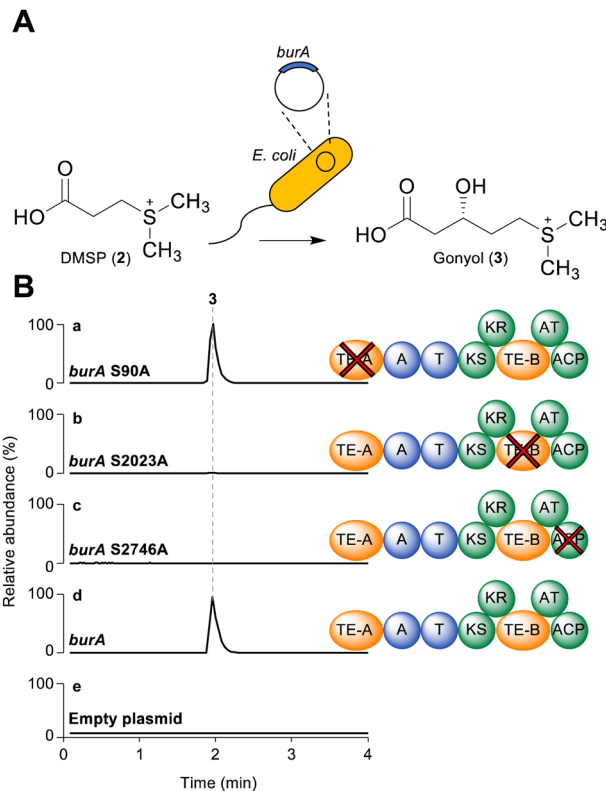 A
burA
E. coli
O
HO
S
+
CH3
CH3
DMSP (2)
O
OH
HO
S
+
CH3
CH3
Gonyol (3)
B
3
Relative abundance (%)
100
0
a
burA S90A
TE-A A T KS KR TE-B AT ACP
100
0
b
burA S2023A
TE-A A T KS KR TE-B AT ACP
100
0
c
burA S2746A
TE-A A T KS KR TE-B AT ACP
100
0
d
burA
TE-A A T KS KR TE-B AT ACP
100
0
e
Empty plasmid
0 1 2 3 4
Time (min)